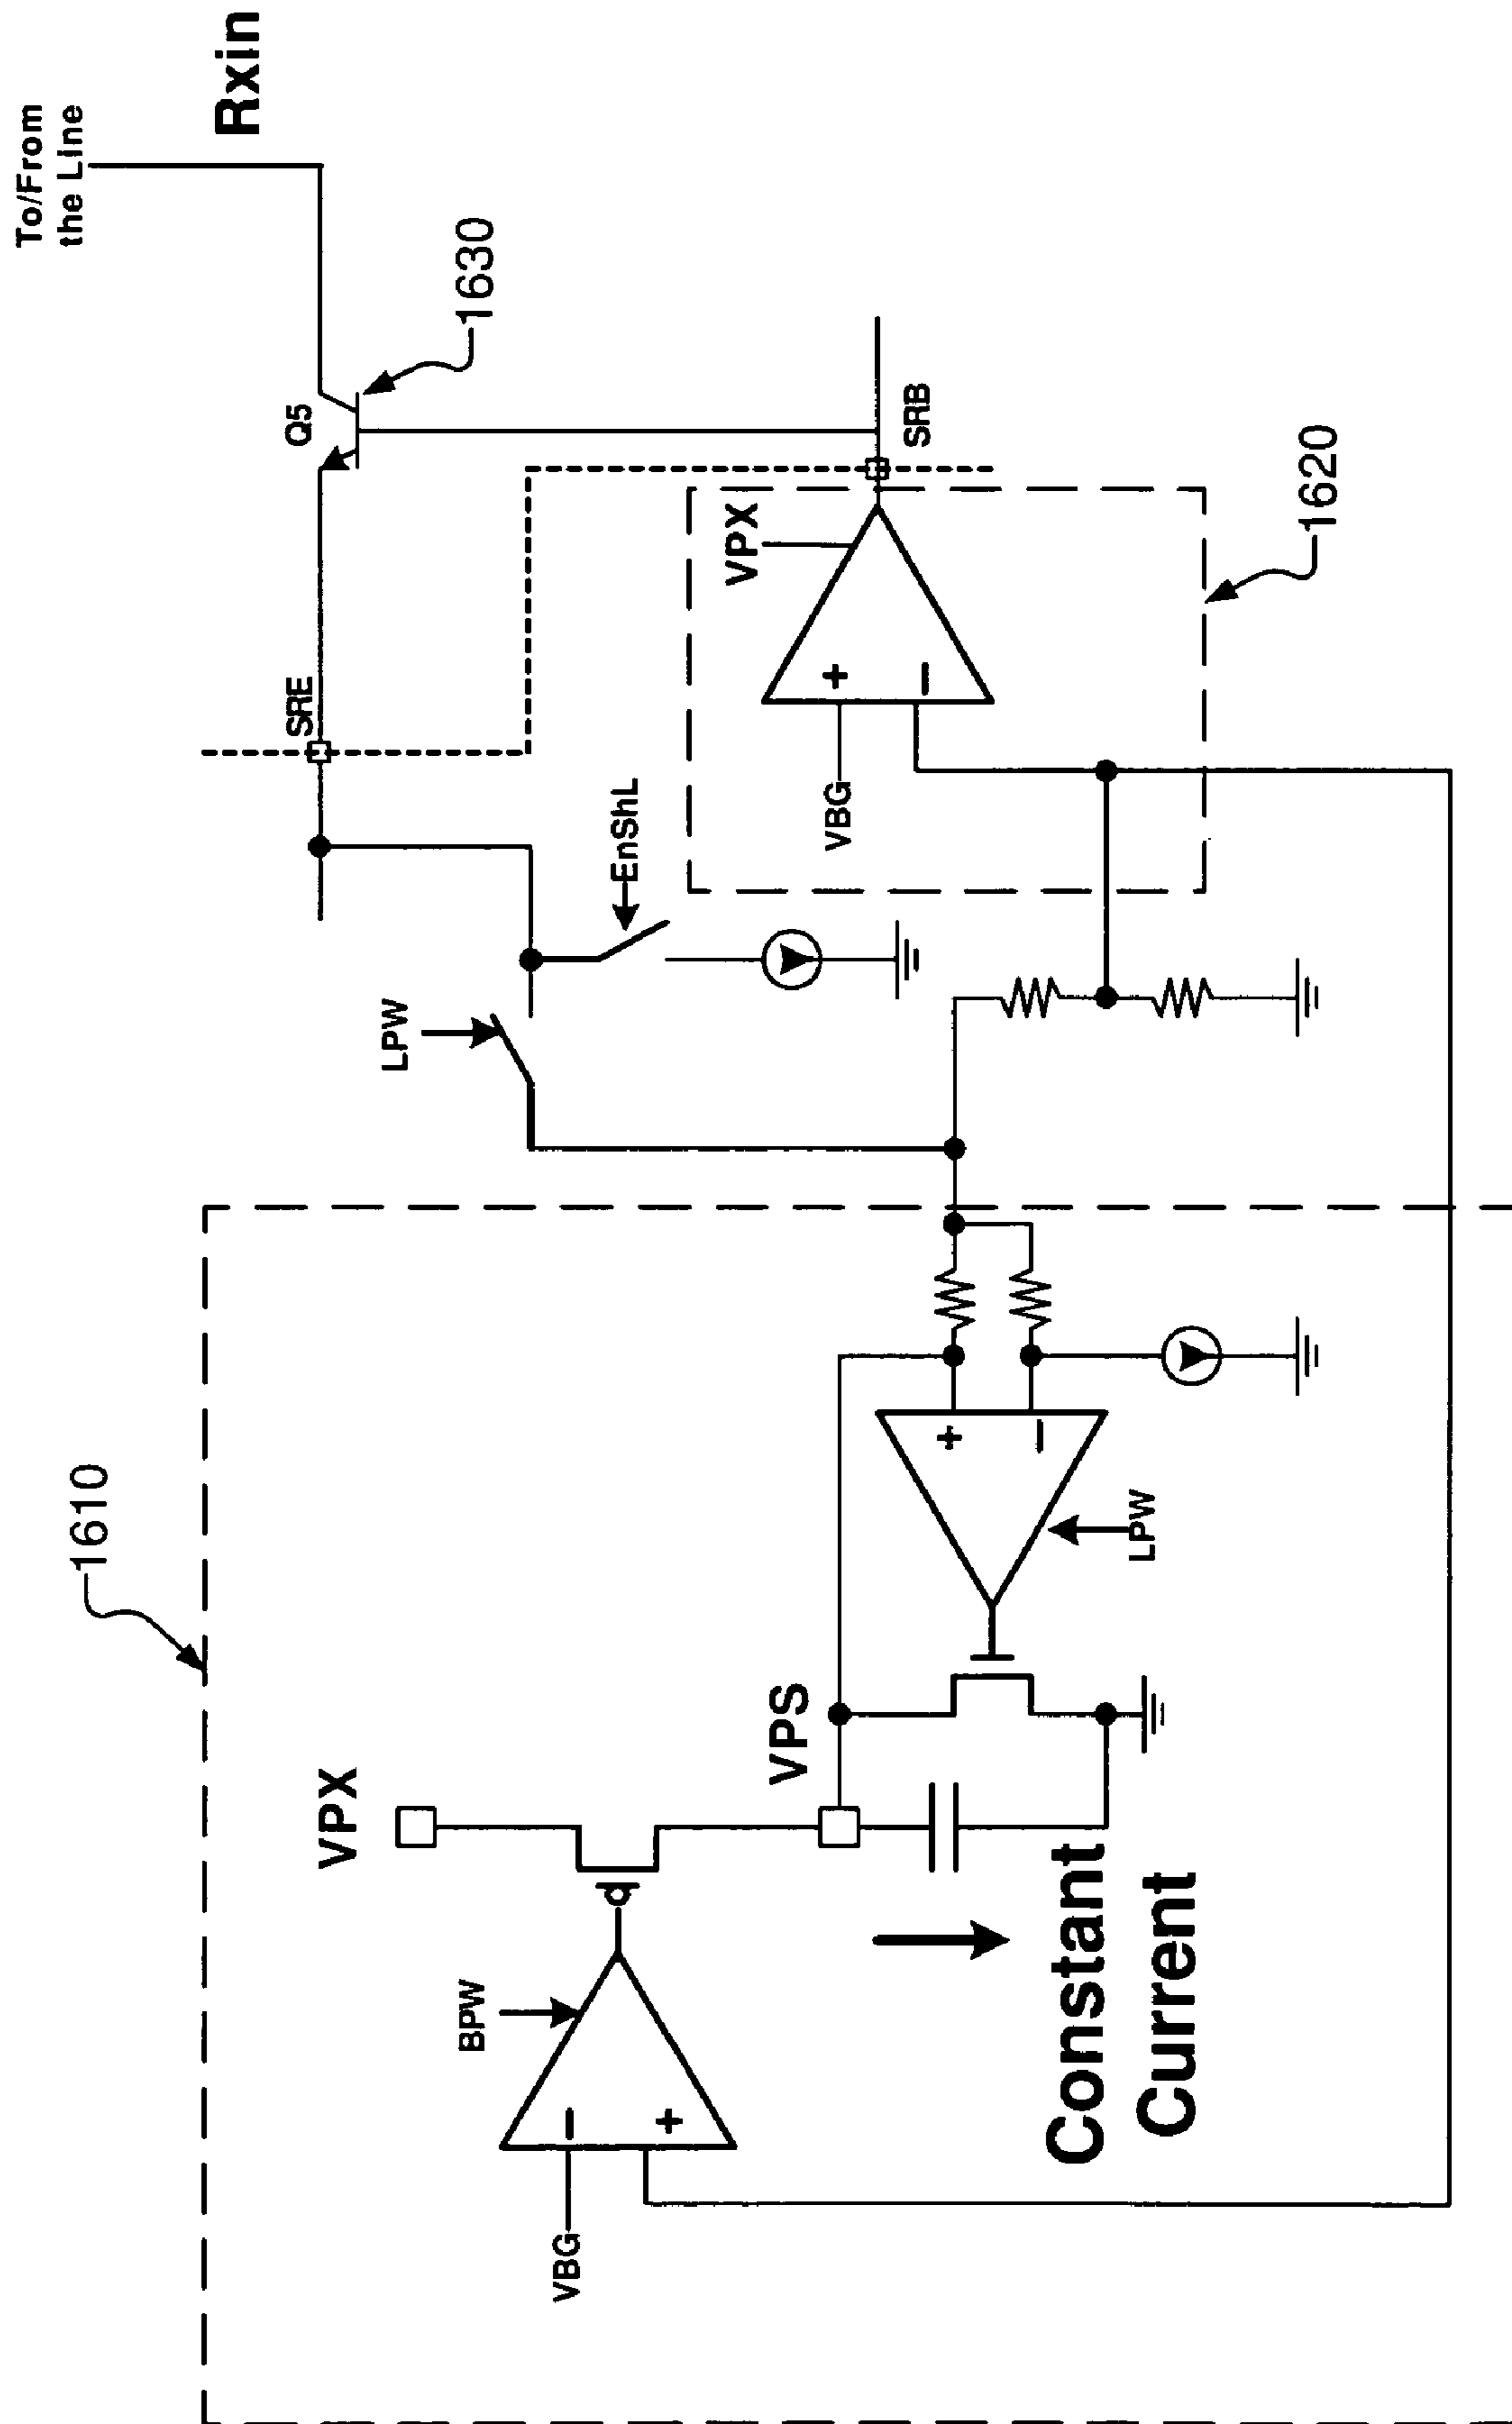 To/From
the Line
Rxin
1630
Q5
SRE
SRB
VPX
+
−
VBG
1620
EnShL
LPW
1610
+
−
LPW
VPS
VPX
Constant
Current
BPW
−
+
VBG